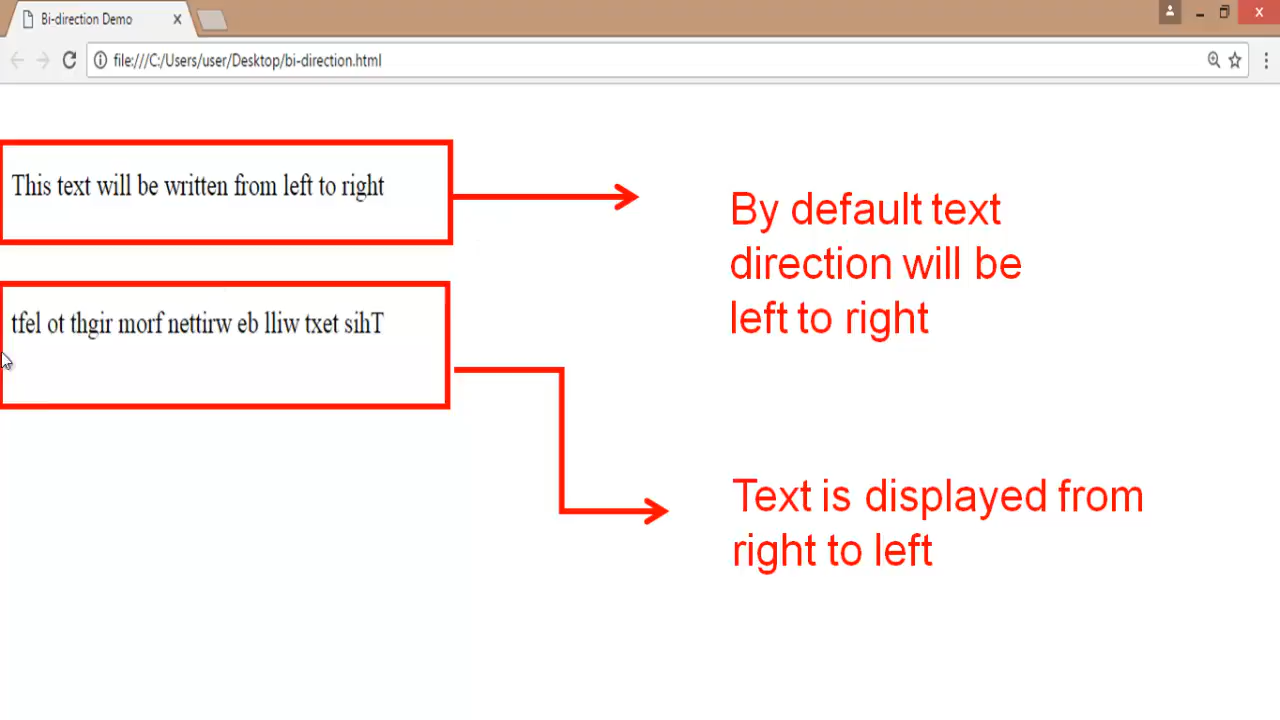 Bi-direction Demo
file:///C:/Users/user/Desktop/bi-direction.html
This text will be written from left to right
By default text
direction will be
left to right
tfel ot thgir morf nettirw eb lliw txet sihT
Text is displayed from
right to left